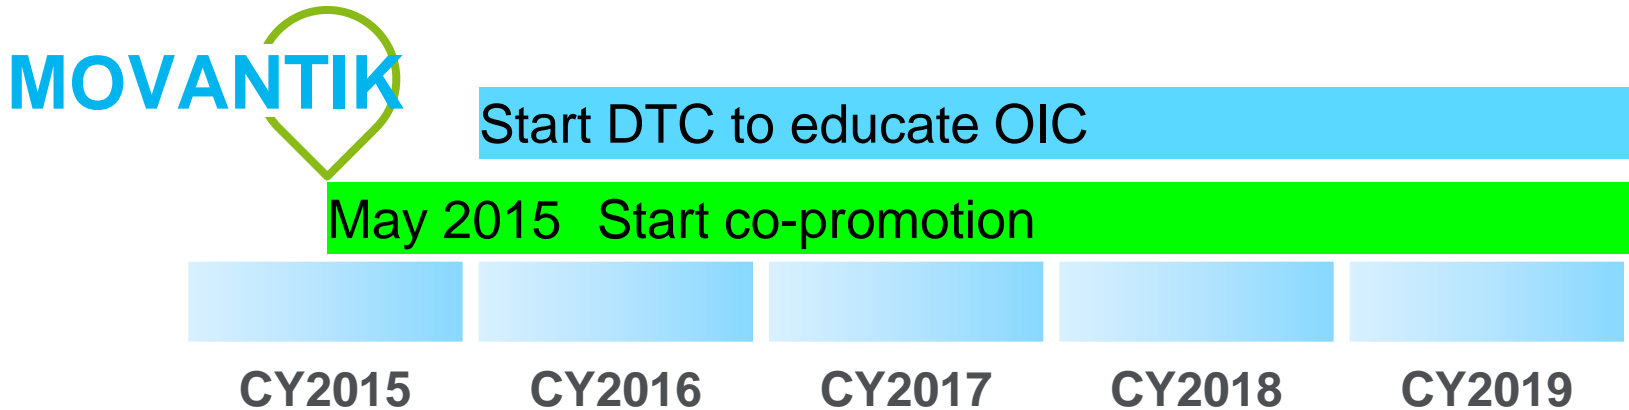 MOVANTIK
Start DTC to educate OIC
May 2015 Start co-promotion
CY2015 CY2016 CY2017 CY2018 CY2019